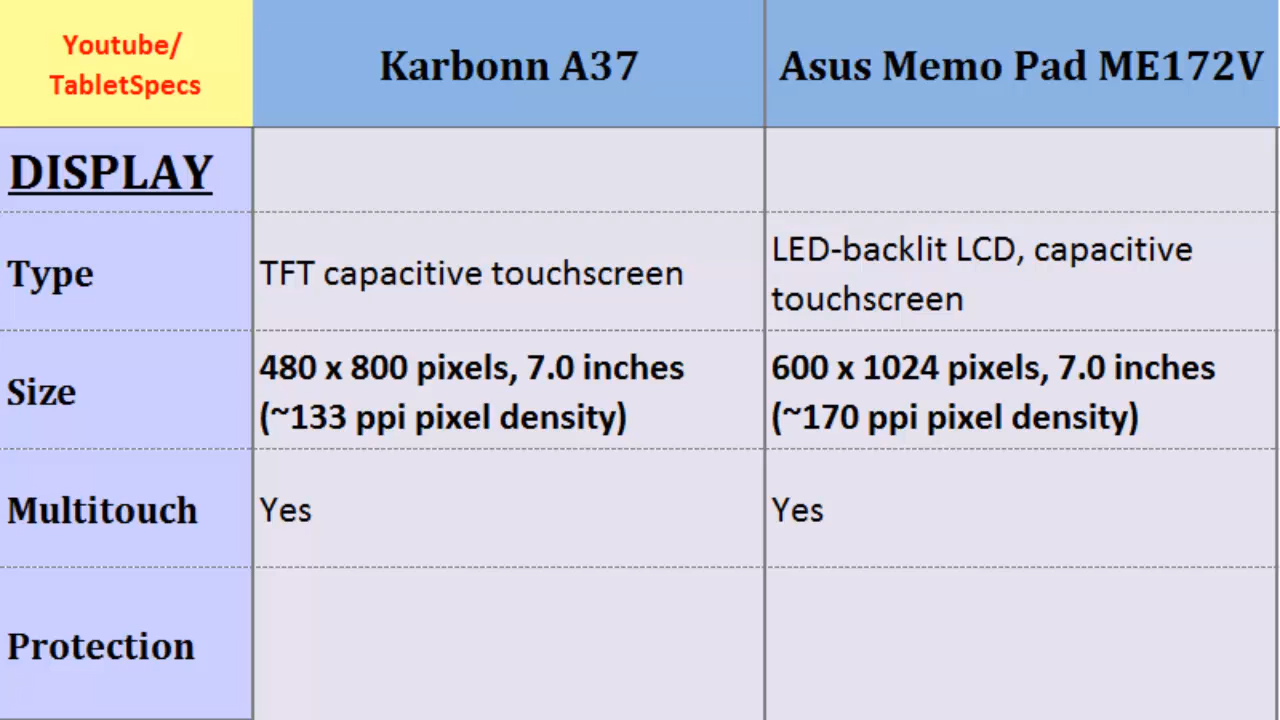 Youtube/
TabletSpecs
Karbonn A37
Asus Memo Pad ME172V
DISPLAY
Type
TFT capacitive touchscreen
LED-backlit LCD, capacitive
touchscreen
Size
480 x 800 pixels, 7.0 inches
(~133 ppi pixel density)
600 x 1024 pixels, 7.0 inches
(~170 ppi pixel density)
Multitouch
Yes
Yes
Protection